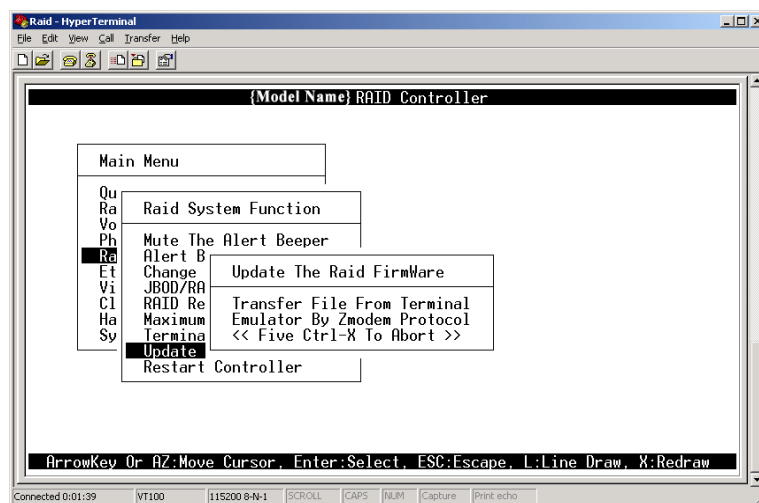 Raid - HyperTerminal
File Edit View Call Transfer Help
{Model Name} RAID Controller
Main Menu
Qu
Ra
Vo
Ph
Ra
Et
Vi
Cl
Ha
Sy
Raid System Function
Mute The Alert Beeper
Alert B
Change
JBOD/RA
RAID Re
Maximum
Termina
Update
Restart Controller
Update The Raid FirmWare
Transfer File From Terminal
Emulator By Zmodem Protocol
<< Five Ctrl-X To Abort >>
ArrowKey Or AZ:Move Cursor, Enter:Select, ESC:Escape, L:Line Draw, X:Redraw
Connected 0:01:39 VT100 115200 8-N-1 SCROLL CAPS NUM Capture Print echo